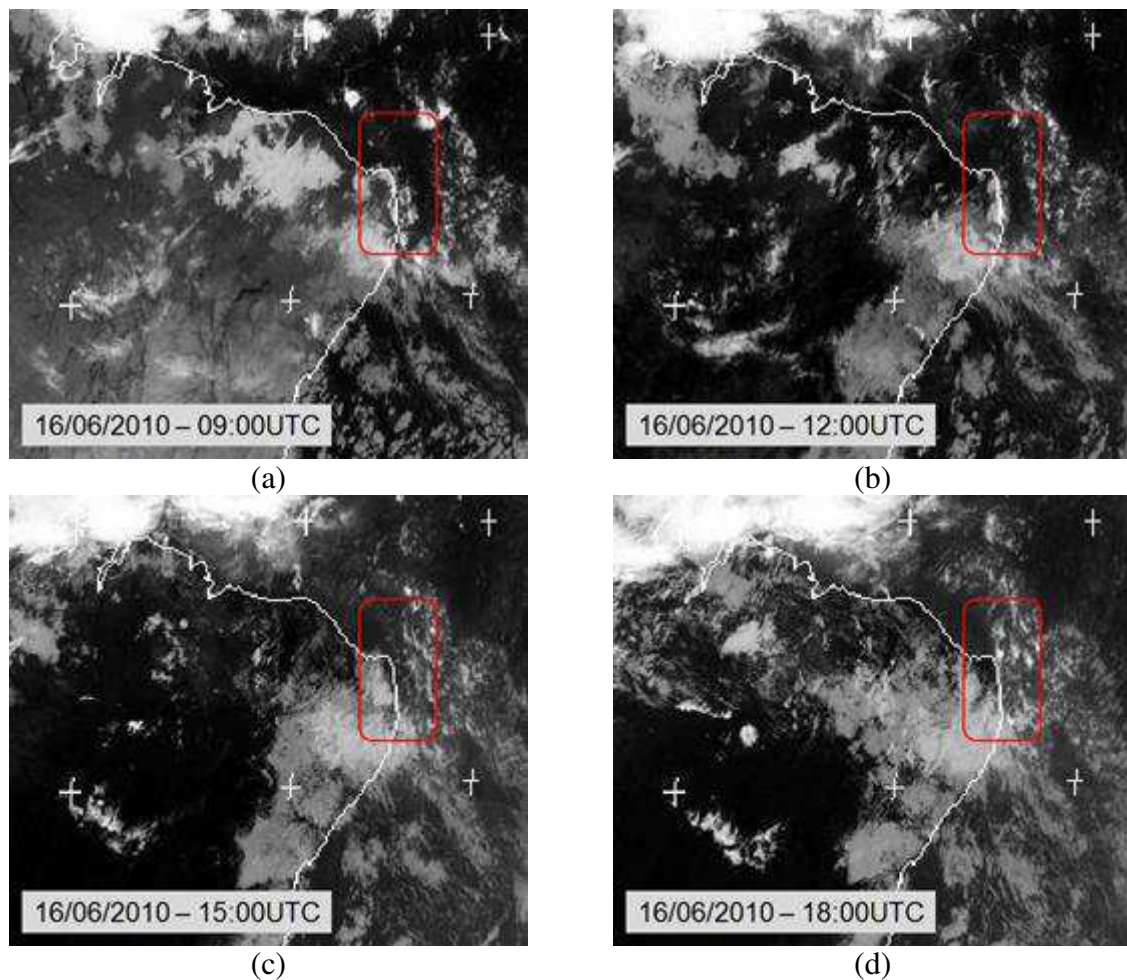 16/06/2010 – 09:00UTC
16/06/2010 – 12:00UTC
(a)
(b)
16/06/2010 – 15:00UTC
16/06/2010 – 18:00UTC
(c)
(d)